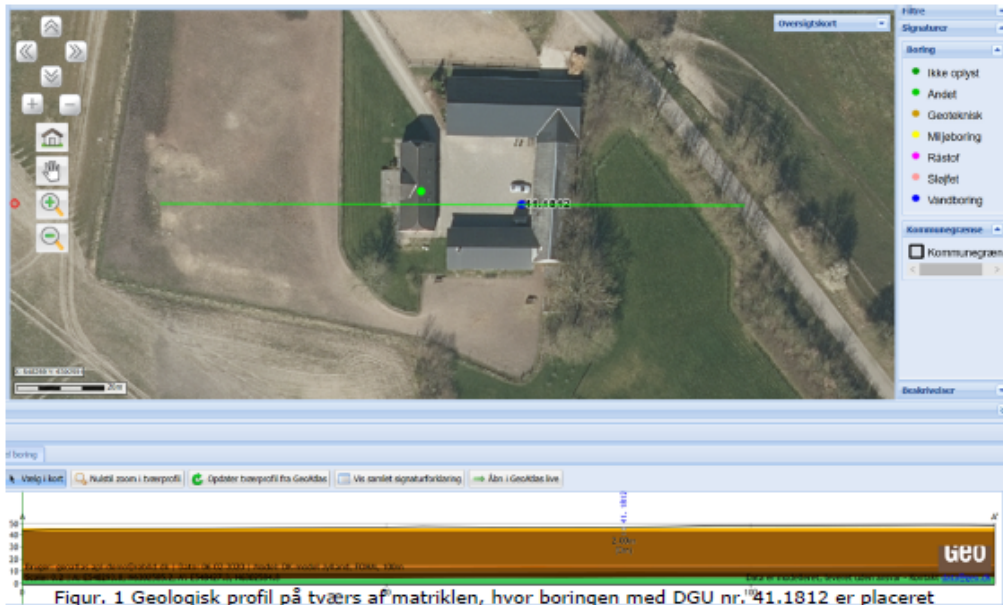 Oversigtskort
Filtre
Signaturer
Boring
Ikke oplyst
Andet
Geoteknisk
Miljøboring
Råstof
Sløjfet
Vandboring
Kommunegrænse
Kommunegræn
41.1812
20m
Beskrivelser
boring
Vælg i kort
Nulstil zoom i tværprofil
Opdater tværprofil fra GeoAtlas
Vis samlet signaturforklaring
Åbn i GeoAtlas live
41. 1812
A
A'
50
40
30
20
10
0
GEO
Figur. 1 Geologisk profil på tværs af matriklen, hvor boringen med DGU nr. 41.1812 er placeret